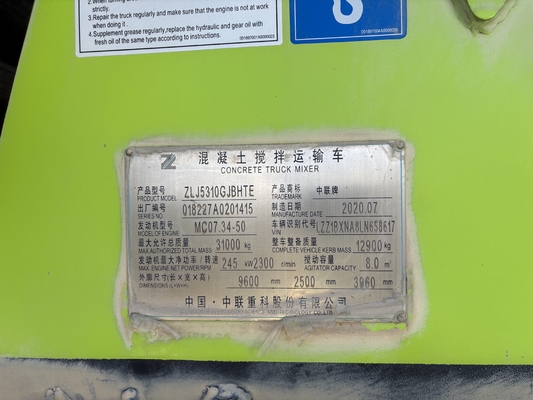 3.Repair the truck regularly and make sure that the engine is not at work
when doing it .
4.Supplement grease regularly,replace the hydraulic and gear oil with
fresh oil of the same type according to instructions.
混凝土搅拌运输车
CONCRETE TRUCK MIXER
产品型号 ZLJ5310GJBHTE 产品商标 中联牌
PRODUCT MODEL TRADEMARK
出厂编号 018227A0201415 制造日期 2020.07
SERIES NO. MANUFACTURE DATE
发动机型号 MC07.34-50 车辆识别代号 LZZ1BXNA8LN658617
MODEL OF ENGINE VIN
最大允许总质量 31000 kg 整车整备质量 12900 kg
MAX AUTHORIZED TOTAL MASS COMPLETE VEHICLE KERB MASS
发动机最大净功率/转速 245 kW 2300 r/min 搅动容量 8.0 m³
MAX NET POWER/RPM OF ENGINE AGITATOR CAPACITY
外廓尺寸(长×宽×高) 9600 mm 2500 mm 3960 mm
DIMENSIONS (L×W×H)
中国·中联重科股份有限公司